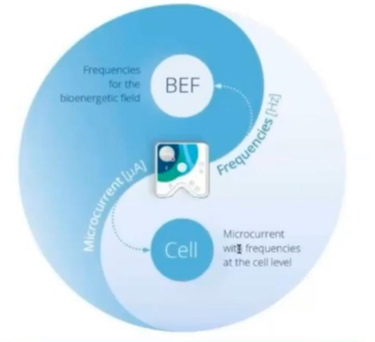 Frequencies
for the
bioenergetic field
BEF
Frequencies [Hz]
Microcurrent [µA]
Cell
Microcurrent
with frequencies
at the cell level